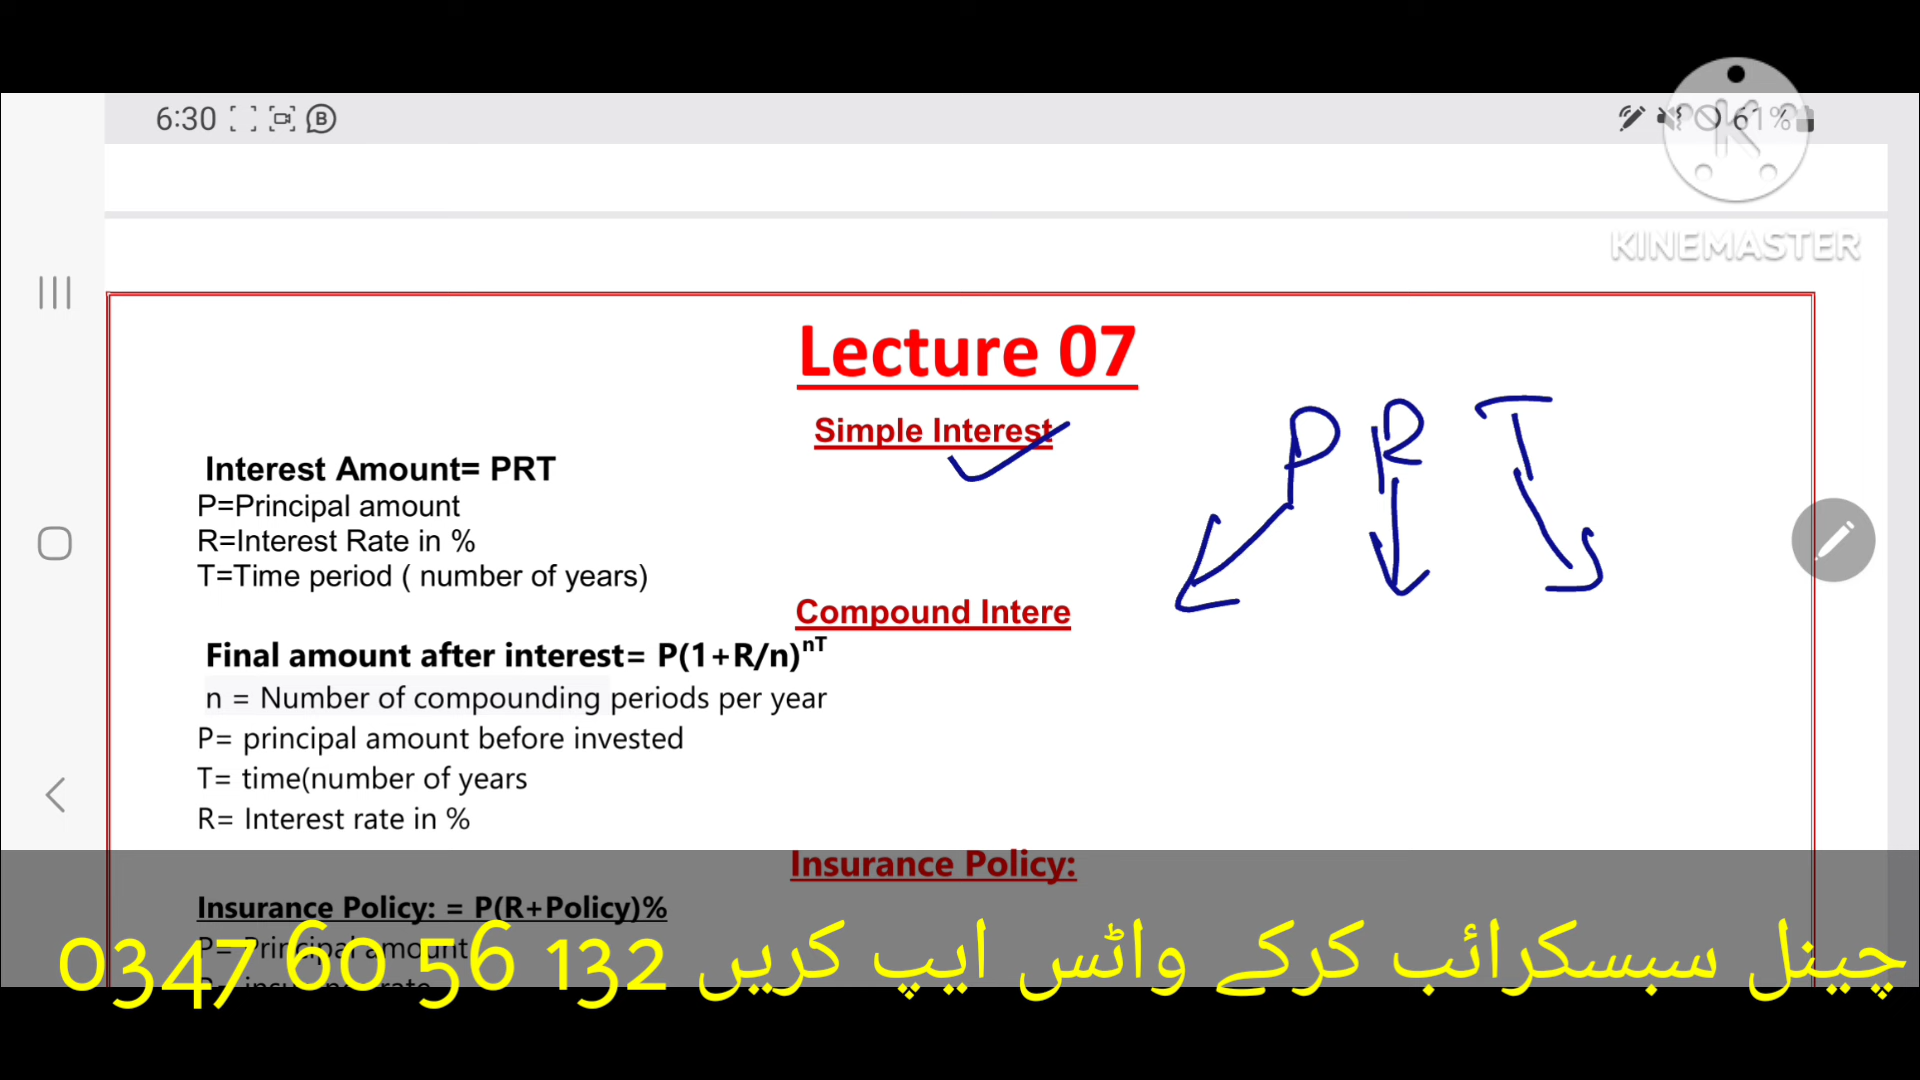 6:30
61%
KINEMASTER
Lecture 07
Simple Interest
P R T
Interest Amount= PRT
P=Principal amount
R=Interest Rate in %
T=Time period ( number of years)
Compound Intere
Final amount after interest= P(1+R/n)ⁿᵀ
n = Number of compounding periods per year
P= principal amount before invested
T= time(number of years
R= Interest rate in %
Insurance Policy:
Insurance Policy: = P(R+Policy)%
P= Principal amount
چینل سبسکرائب کرکے واٹس ایپ کریں 0347 60 56 132